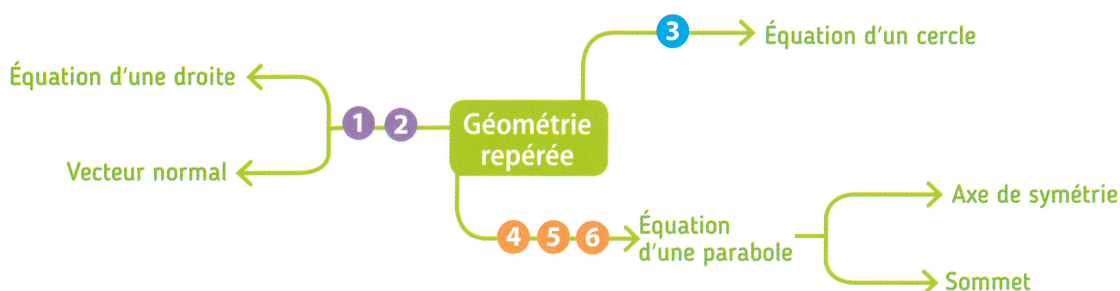 3
Équation d'un cercle
Équation d'une droite
1 2
Géométrie
repérée
Vecteur normal
Axe de symétrie
4 5 6
Équation
d'une parabole
Sommet